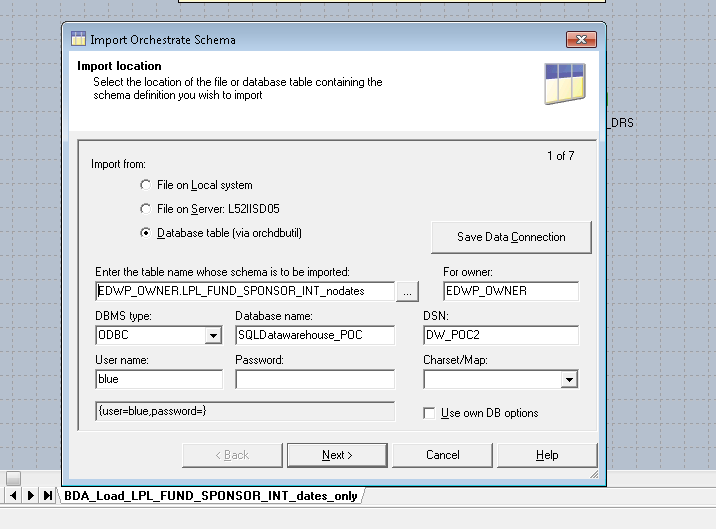 Import Orchestrate Schema
Import location
Select the location of the file or database table containing the
schema definition you wish to import
_DRS
1 of 7
Import from:
File on Local system
File on Server: L52IISD05
Database table (via orchdbutil)
Save Data Connection
Enter the table name whose schema is to be imported:
For owner:
EDWP_OWNER.LPL_FUND_SPONSOR_INT_nodates
...
EDWP_OWNER
DBMS type:
Database name:
DSN:
ODBC
SQLDatawarehouse_POC
DW_POC2
User name:
Password:
Charset/Map:
blue
{user=blue,password=}
Use own DB options
< Back
Next >
Cancel
Help
BDA_Load_LPL_FUND_SPONSOR_INT_dates_only